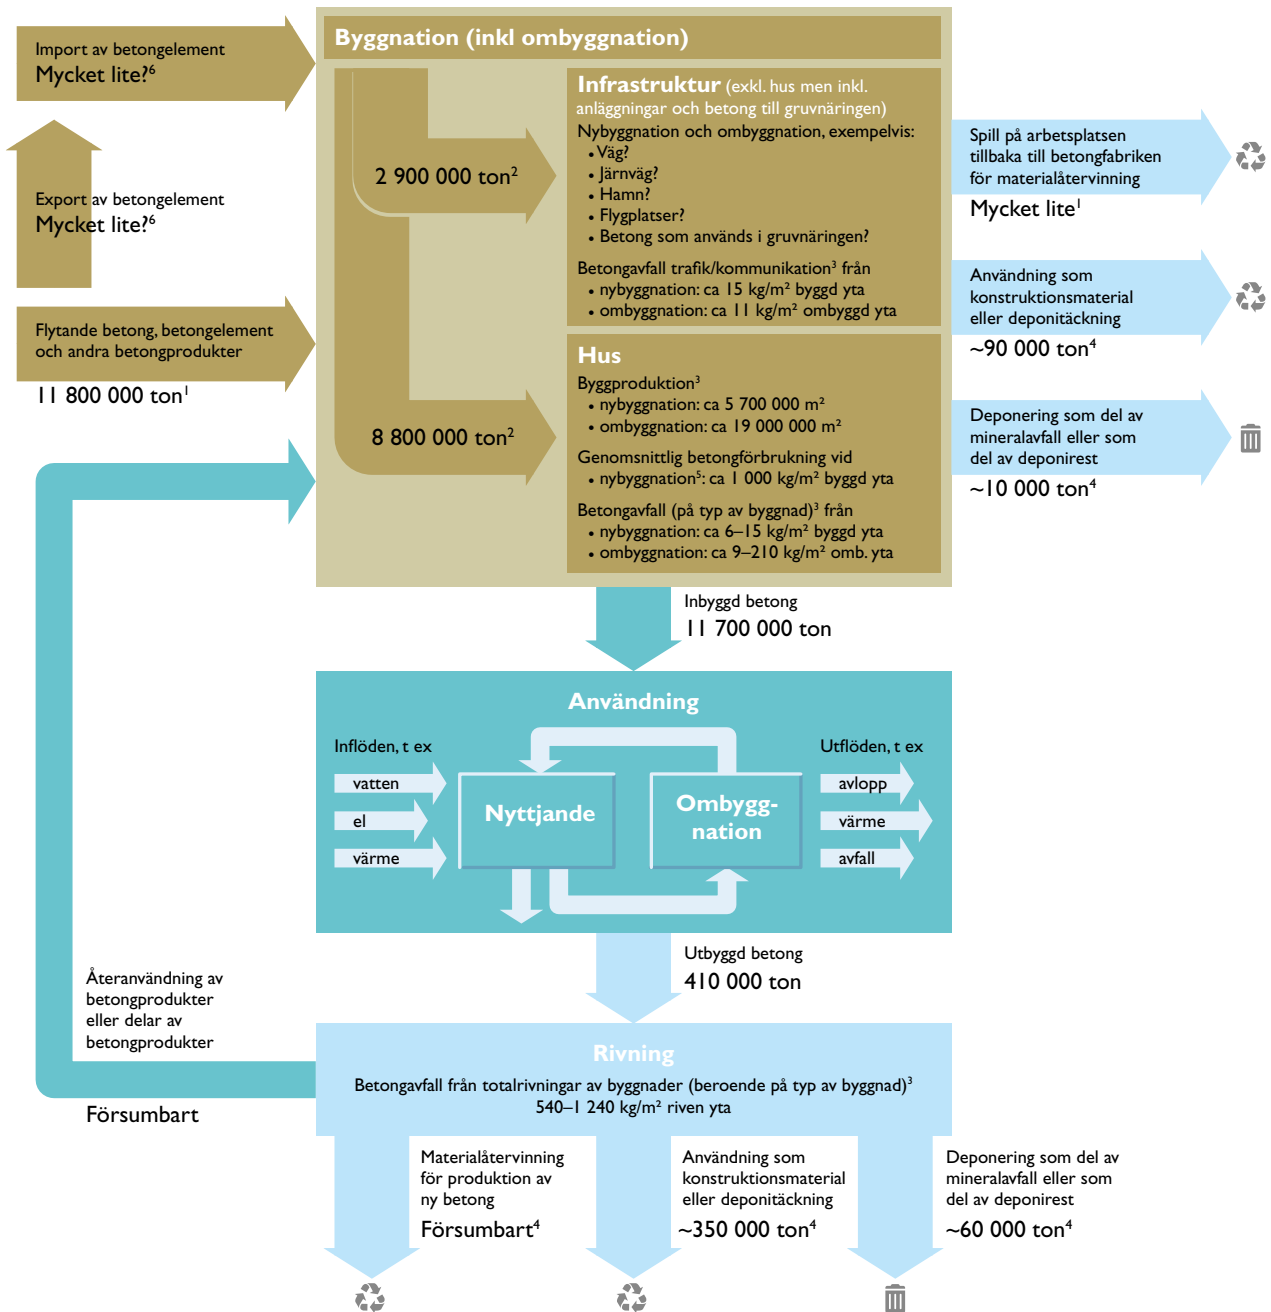 Import av betongelement
Mycket lite?⁶
Export av betongelement
Mycket lite?⁶
Flytande betong, betongelement
och andra betongprodukter
11 800 000 ton¹
Byggnation (inkl ombyggnation)
2 900 000 ton²
8 800 000 ton²
Infrastruktur (exkl. hus men inkl.
anläggningar och betong till gruvnäringen)
Nybyggnation och ombyggnation, exempelvis:
• Väg?
• Järnväg?
• Hamn?
• Flygplatser?
• Betong som används i gruvnäringen?
Betongavfall trafik/kommunikation³ från
• nybyggnation: ca 15 kg/m² byggd yta
• ombyggnation: ca 11 kg/m² ombyggd yta
Hus
Byggproduktion³
• nybyggnation: ca 5 700 000 m²
• ombyggnation: ca 19 000 000 m²
Genomsnittlig betongförbrukning vid
• nybyggnation⁵: ca 1 000 kg/m² byggd yta
Betongavfall (på typ av byggnad)³ från
• nybyggnation: ca 6–15 kg/m² byggd yta
• ombyggnation: ca 9–210 kg/m² omb. yta
Spill på arbetsplatsen
tillbaka till betongfabriken
för materialåtervinning
Mycket lite¹
Användning som
konstruktionsmaterial
eller deponitäckning
~90 000 ton⁴
Deponering som del av
mineralavfall eller som
del av deponirest
~10 000 ton⁴
Inbyggd betong
11 700 000 ton
Användning
Inflöden, t ex
vatten
el
värme
Nyttjande
Ombygg-
nation
Utflöden, t ex
avlopp
värme
avfall
Utbyggd betong
410 000 ton
Återanvändning av
betongprodukter
eller delar av
betongprodukter
Försumbart
Rivning
Betongavfall från totalrivningar av byggnader (beroende på typ av byggnad)³
540–1 240 kg/m² riven yta
Materialåtervinning
för produktion av
ny betong
Försumbart⁴
Användning som
konstruktionsmaterial
eller deponitäckning
~350 000 ton⁴
Deponering som del av
mineralavfall eller som
del av deponirest
~60 000 ton⁴